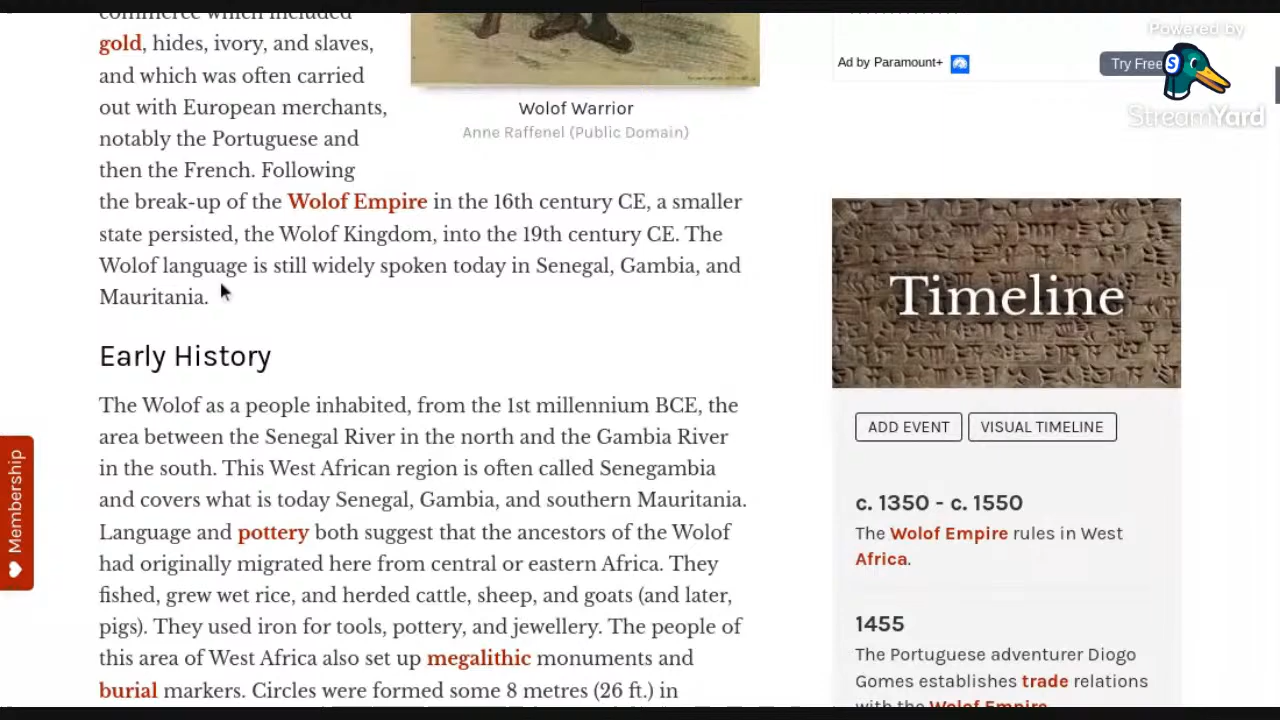 commerce which included
gold, hides, ivory, and slaves,
and which was often carried
out with European merchants,
notably the Portuguese and
then the French. Following
the break-up of the Wolof Empire in the 16th century CE, a smaller
state persisted, the Wolof Kingdom, into the 19th century CE. The
Wolof language is still widely spoken today in Senegal, Gambia, and
Mauritania.
Wolof Warrior
Anne Raffenel (Public Domain)
Early History
The Wolof as a people inhabited, from the 1st millennium BCE, the
area between the Senegal River in the north and the Gambia River
in the south. This West African region is often called Senegambia
and covers what is today Senegal, Gambia, and southern Mauritania.
Language and pottery both suggest that the ancestors of the Wolof
had originally migrated here from central or eastern Africa. They
fished, grew wet rice, and herded cattle, sheep, and goats (and later,
pigs). They used iron for tools, pottery, and jewellery. The people of
this area of West Africa also set up megalithic monuments and
burial markers. Circles were formed some 8 metres (26 ft.) in
Membership
Ad by Paramount+
Try Free
Powered by
S
StreamYard
Timeline
ADD EVENT
VISUAL TIMELINE
c. 1350 - c. 1550
The Wolof Empire rules in West
Africa.
1455
The Portuguese adventurer Diogo
Gomes establishes trade relations
with the Wolof Empire.